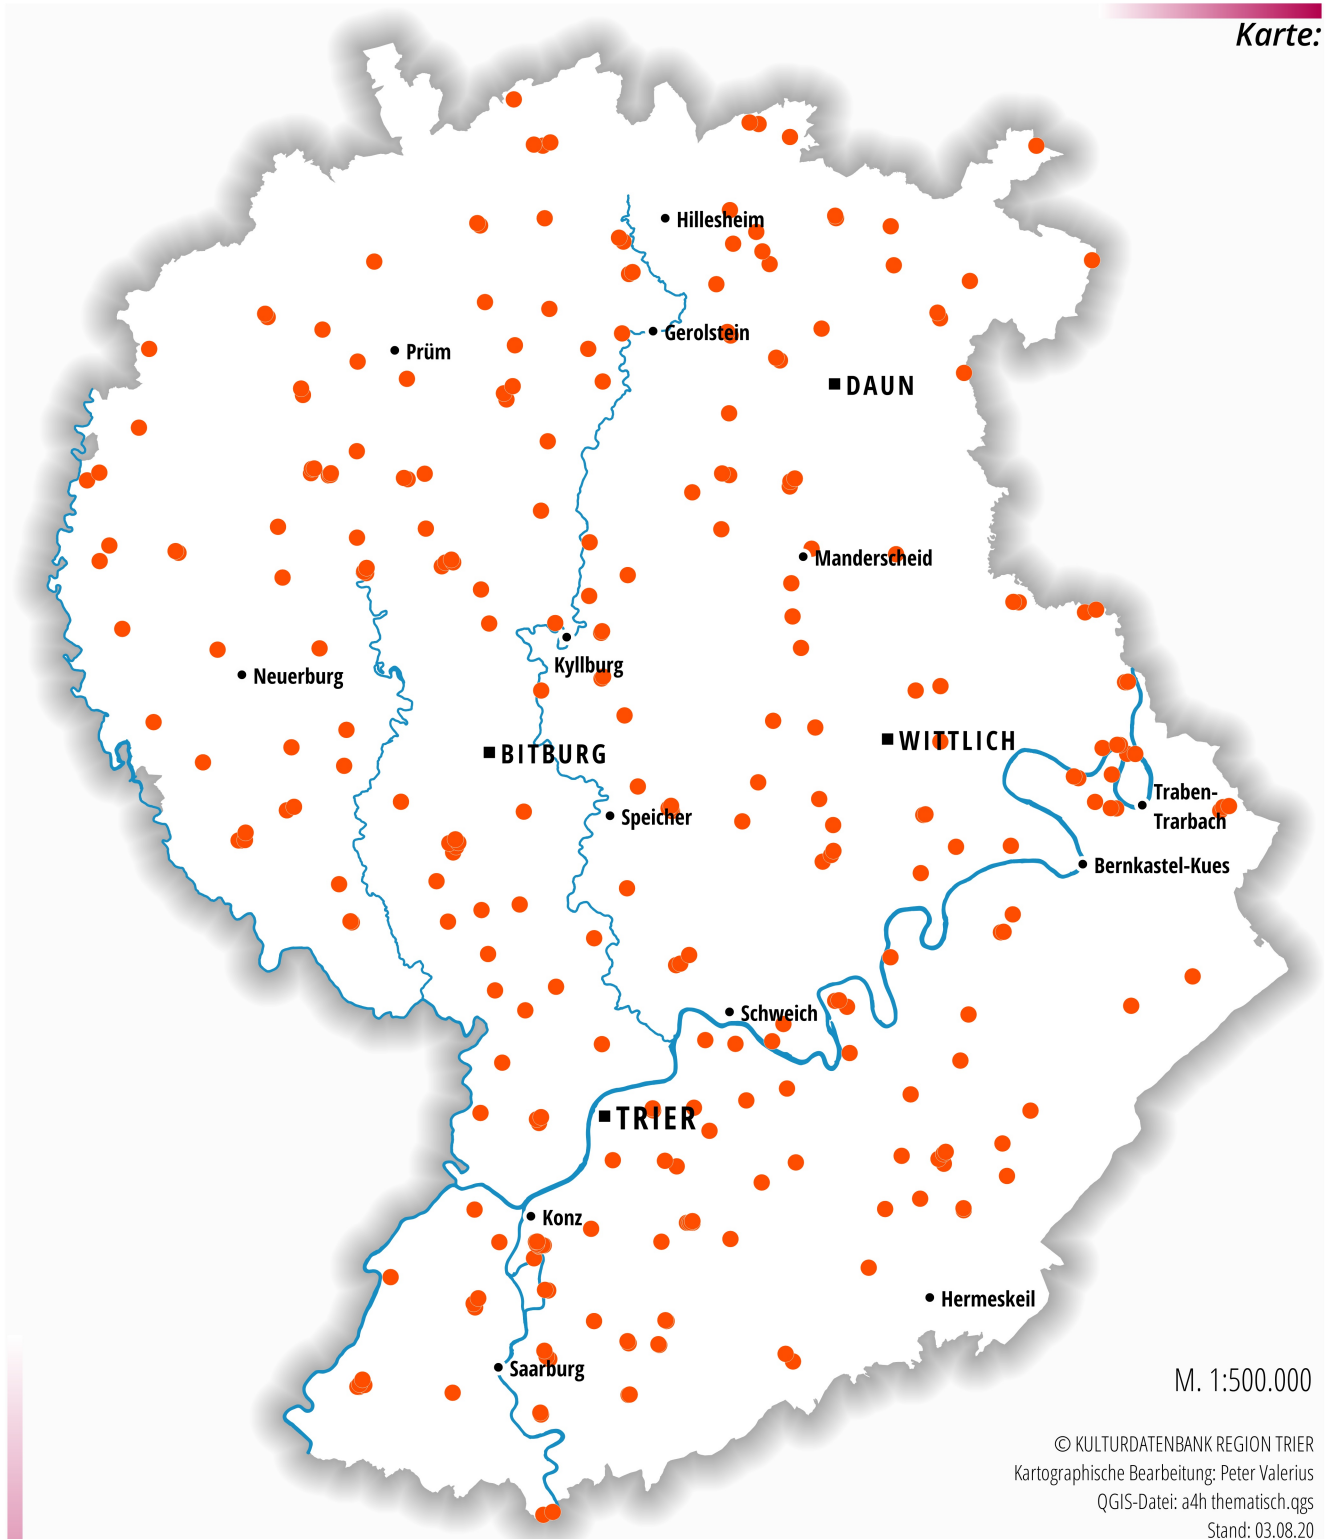 Karte:
Hillesheim
Gerolstein
Prüm
DAUN
Manderscheid
Kyllburg
Neuerburg
WITTLICH
BITBURG
Traben-
Trarbach
Speicher
Bernkastel-Kues
Schweich
TRIER
Konz
Hermeskeil
Saarburg
M. 1:500.000
© KULTURDATENBANK REGION TRIER
Kartographische Bearbeitung: Peter Valerius
QGIS-Datei: a4h thematisch.qgs
Stand: 03.08.20